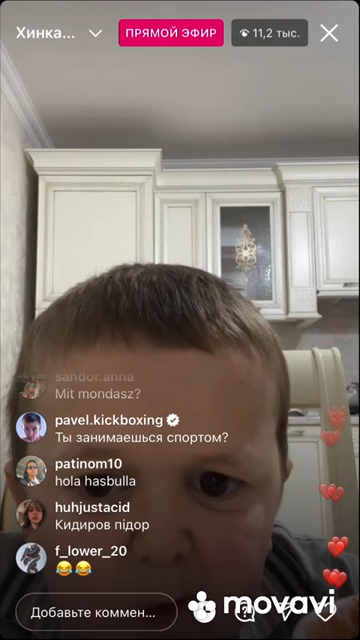 Хинка...
ПРЯМОЙ ЭФИР
11,2 тыс.
sandor.anna
Mit mondasz?
pavel.kickboxing
Ты занимаешься спортом?
patinom10
hola hasbulla
huhjustacid
Кидиров підор
f_lower_20
😂😂
Добавьте коммен...
movavi